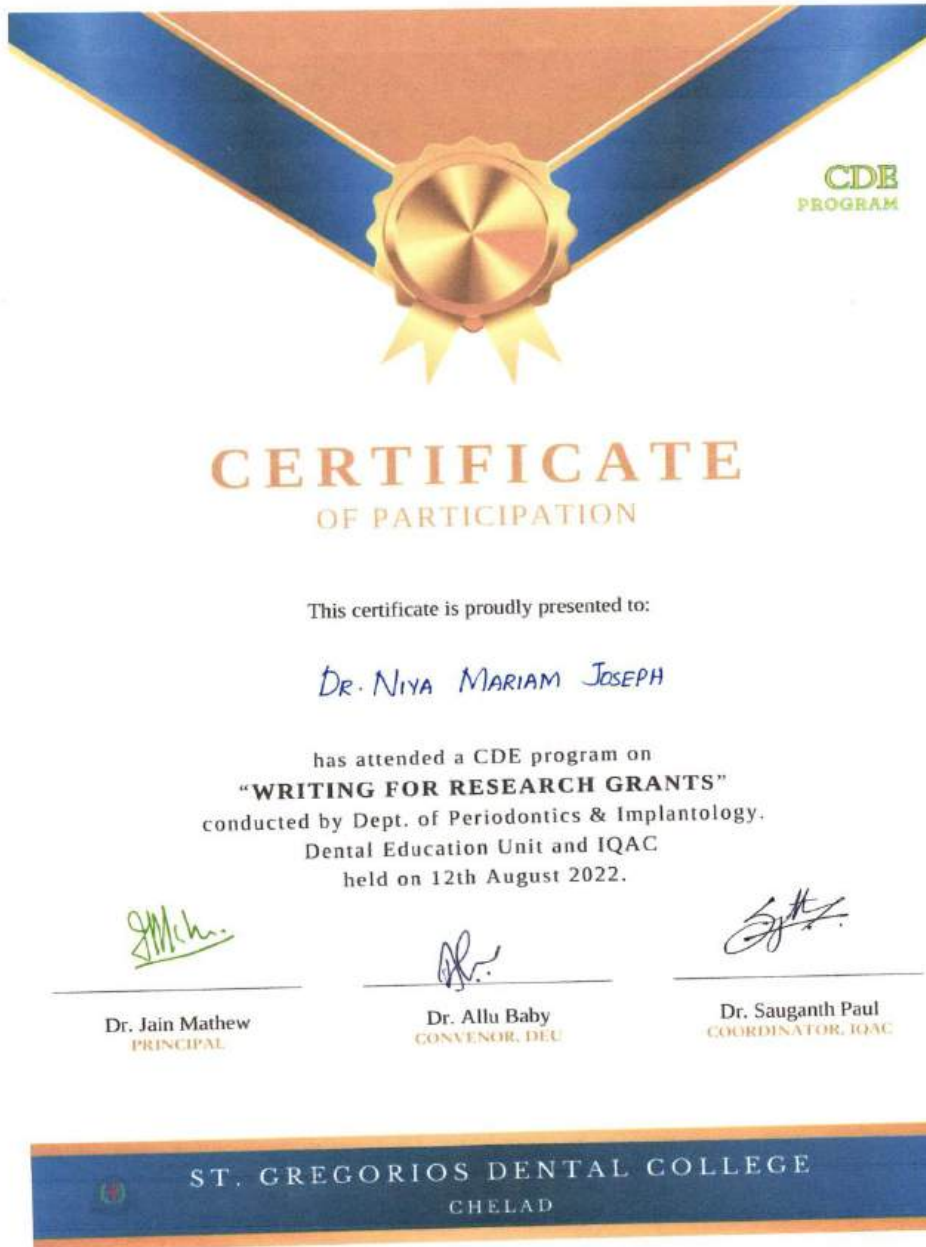 CDE
PROGRAM
CERTIFICATE
OF PARTICIPATION
This certificate is proudly presented to:
DR. NIYA MARIAM JOSEPH
has attended a CDE program on
“WRITING FOR RESEARCH GRANTS”
conducted by Dept. of Periodontics & Implantology.
Dental Education Unit and IQAC
held on 12th August 2022.
Dr. Jain Mathew
PRINCIPAL
Dr. Allu Baby
CONVENOR, DEU
Dr. Sauganth Paul
COORDINATOR, IQAC
ST. GREGORIOS DENTAL COLLEGE
CHELAD